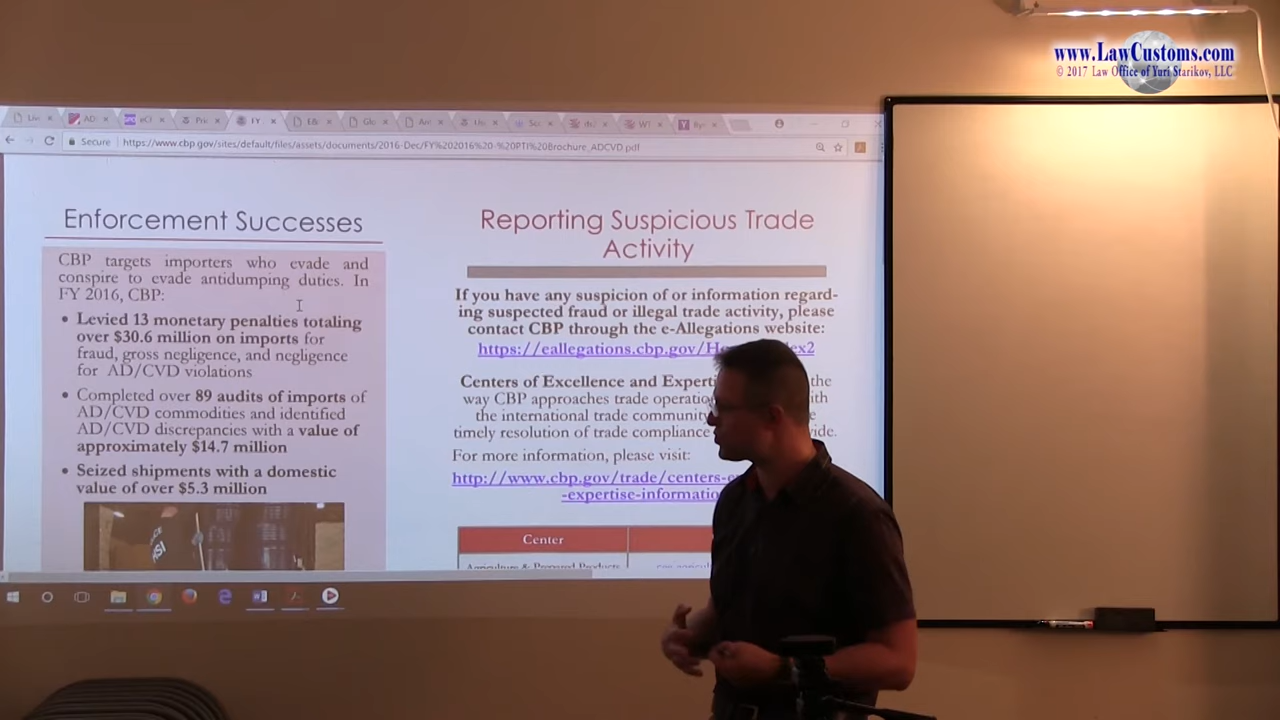 www.LawCustoms.com
© 2017 Law Office of Yuri Starikov, LLC
FY
Secure
https://www.cbp.gov/sites/default/files/assets/documents/2016-Dec/FY%202016%20-%20PTI%20Brochure_ADCVD.pdf
Enforcement Successes
CBP targets importers who evade and
conspire to evade antidumping duties. In
FY 2016, CBP:
• Levied 13 monetary penalties totaling
over $30.6 million on imports for
fraud, gross negligence, and negligence
for AD/CVD violations
• Completed over 89 audits of imports of
AD/CVD commodities and identified
AD/CVD discrepancies with a value of
approximately $14.7 million
• Seized shipments with a domestic
value of over $5.3 million
Reporting Suspicious Trade
Activity
If you have any suspicion of or information regard-
ing suspected fraud or illegal trade activity, please
contact CBP through the e-Allegations website:
https://eallegations.cbp.gov/Ho
Centers of Excellence and Experti the
way CBP approaches trade operatio
the international trade community
timely resolution of trade compliance
For more information, please visit:
http://www.cbp.gov/trade/centers-
-expertise-informatio
Center
Agriculture & Prepared Products